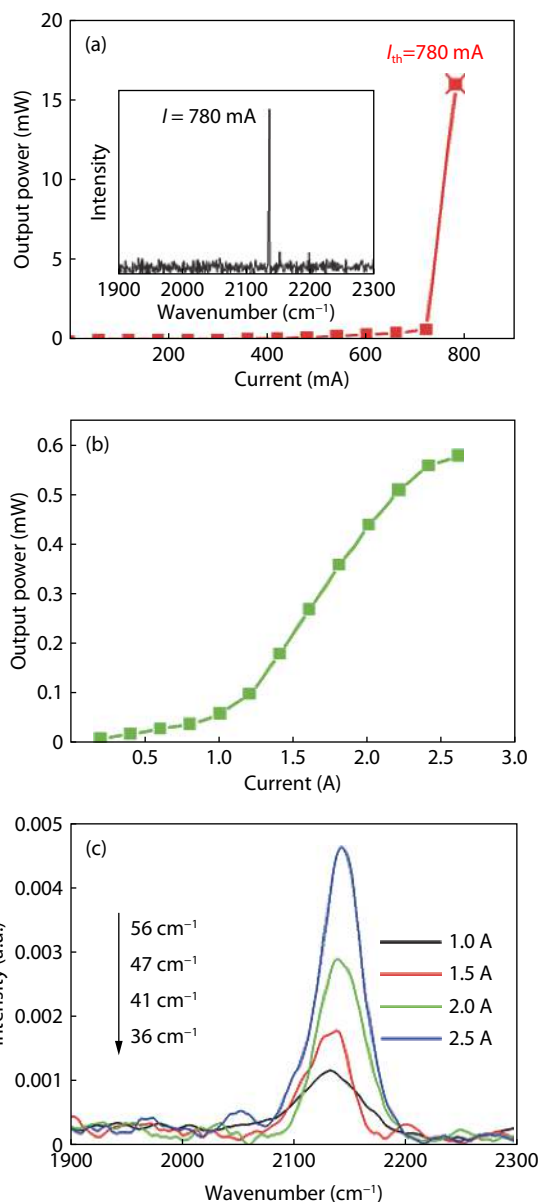 20
(a)
I_th=780 mA
15
I = 780 mA
10
Intensity
5
1900 2000 2100 2200 2300
Wavenumber (cm⁻¹)
0
200 400 600 800
Current (mA)
Output power (mW)
0.6
(b)
0.5
0.4
0.3
0.2
0.1
0
0.5 1.0 1.5 2.0 2.5 3.0
Current (A)
Output power (mW)
0.005
(c)
0.004
56 cm⁻¹
1.0 A
0.003
47 cm⁻¹
1.5 A
41 cm⁻¹
2.0 A
0.002
36 cm⁻¹
2.5 A
0.001
0
1900 2000 2100 2200 2300
Wavenumber (cm⁻¹)